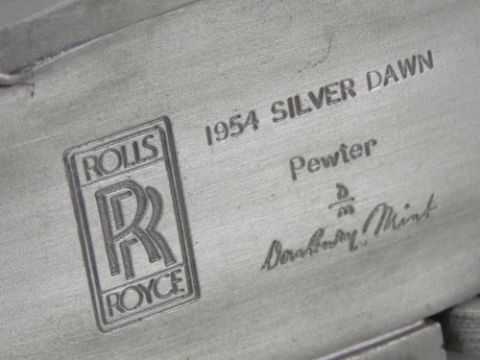 1954 SILVER DAWN
Pewter
d
m
Danbury Mint
ROLLS
RR
ROYCE